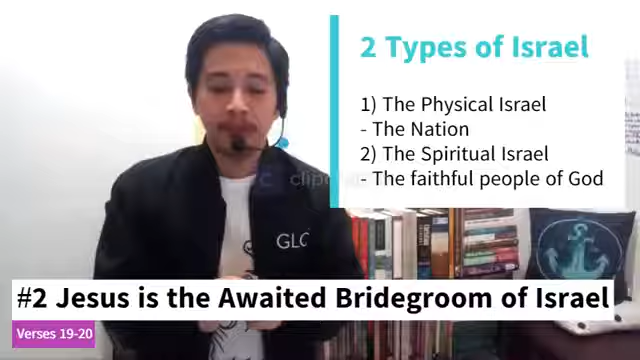 2 Types of Israel
1) The Physical Israel
- The Nation
2) The Spiritual Israel
- The faithful people of God
GLC
#2 Jesus is the Awaited Bridegroom of Israel
Verses 19-20